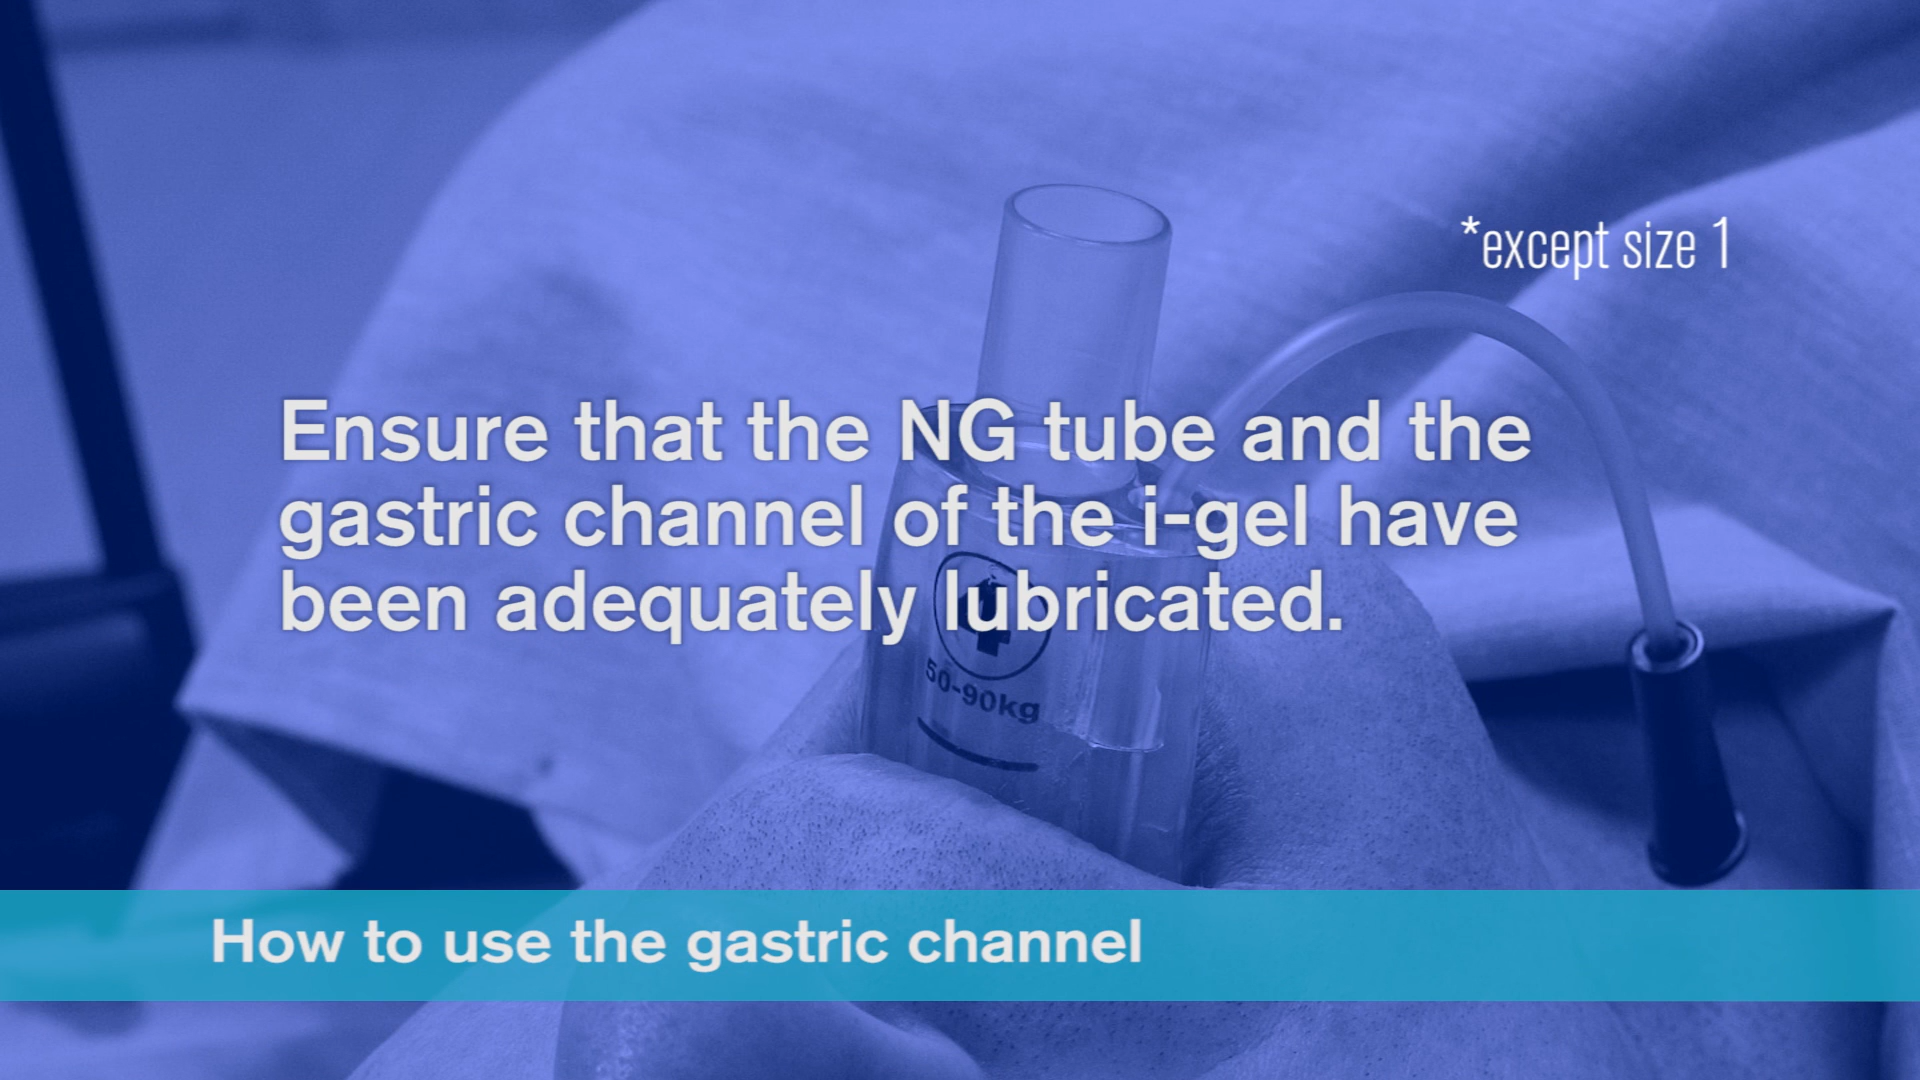 *except size 1
Ensure that the NG tube and the
gastric channel of the i-gel have
been adequately lubricated.
4
50-90kg
How to use the gastric channel